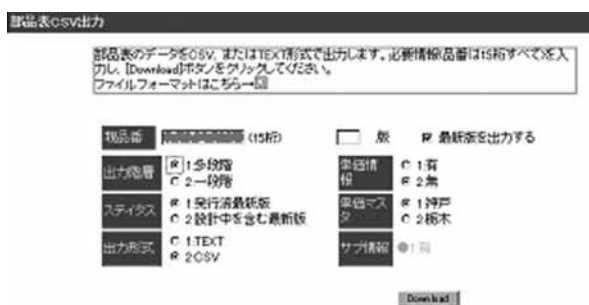 部品表CSV出力
部品表のデータをCSV、またはTEXT形式で出力します。必要情報(品番は15桁すべて)を入
力し、[Download]ボタンをクリックしてください。
ファイルフォーマットはこちら→
親品番 (15桁) 版 最新版を出力する
出力階層 1:多段階 2:一段階
単価情報 1:有 2:無
ステイタス 1:発行済最新版 2:設計中を含む最新版
単価マスタ 1:神戸 2:栃木
出力形式 1:TEXT 2:CSV
サブ情報 1:有
Download